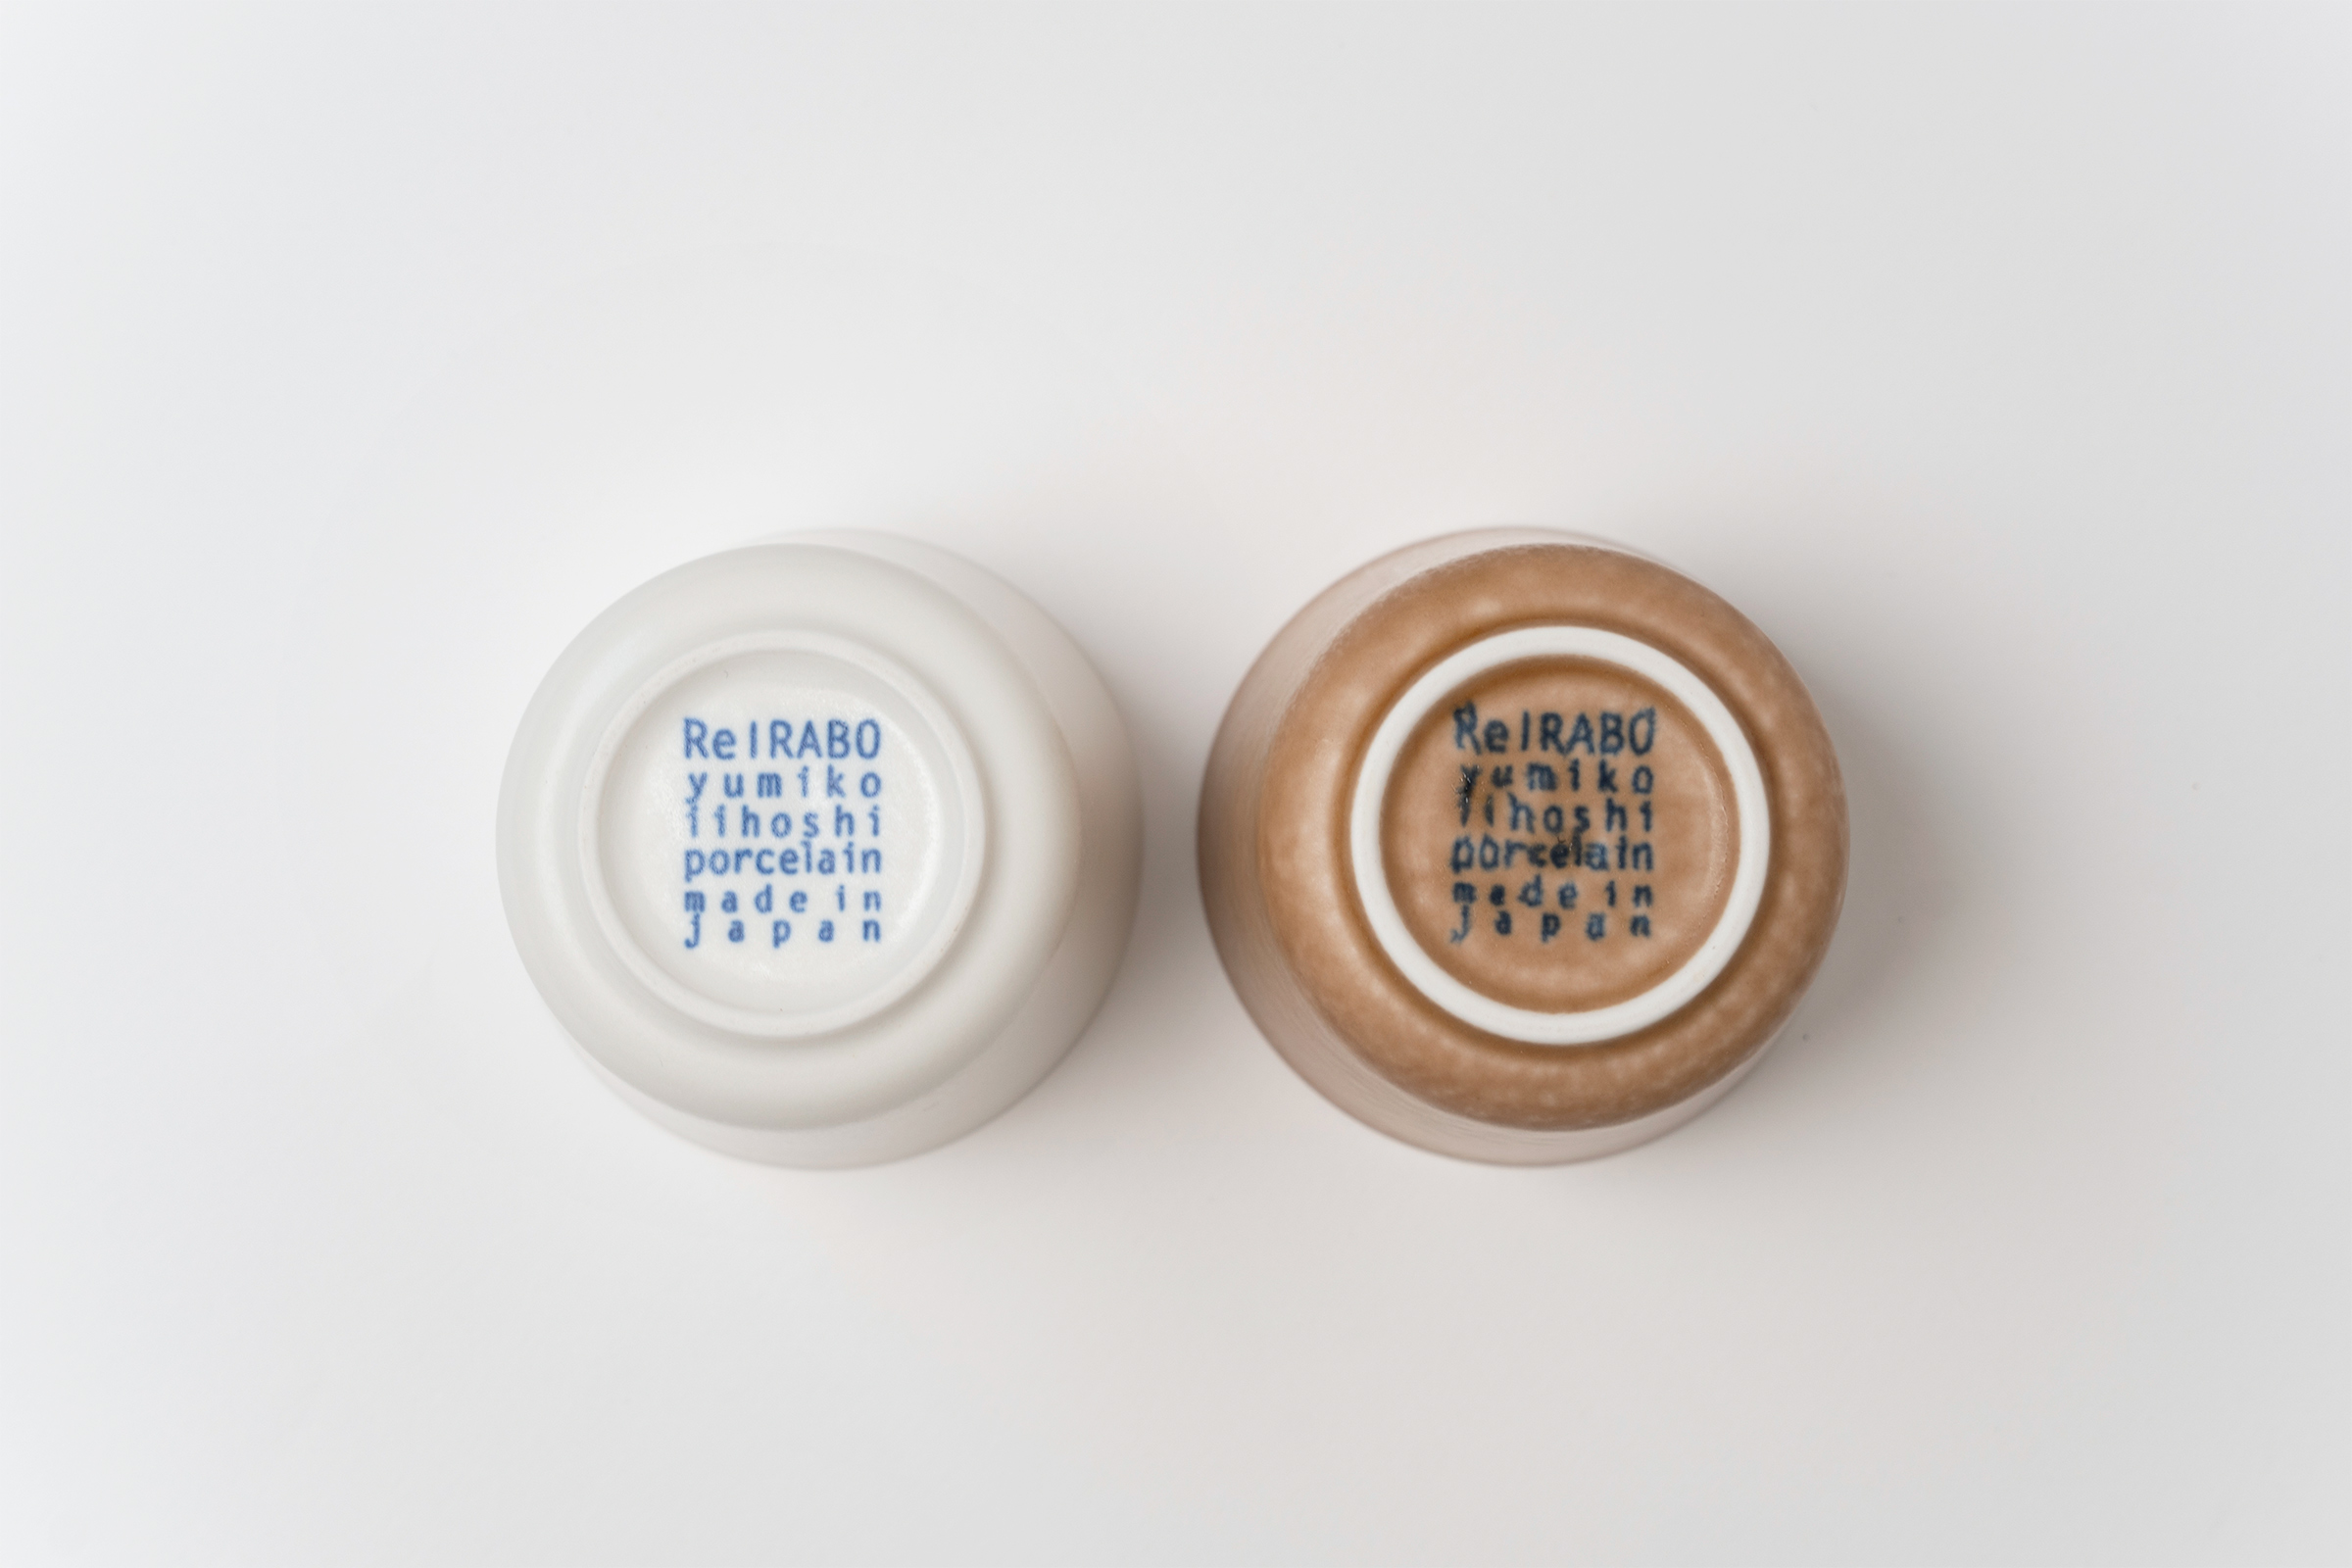 ReIRABO
yumiko
iihoshi
porcelain
made in
japan
ReIRABO
yumiko
iihoshi
porcelain
made in
japan